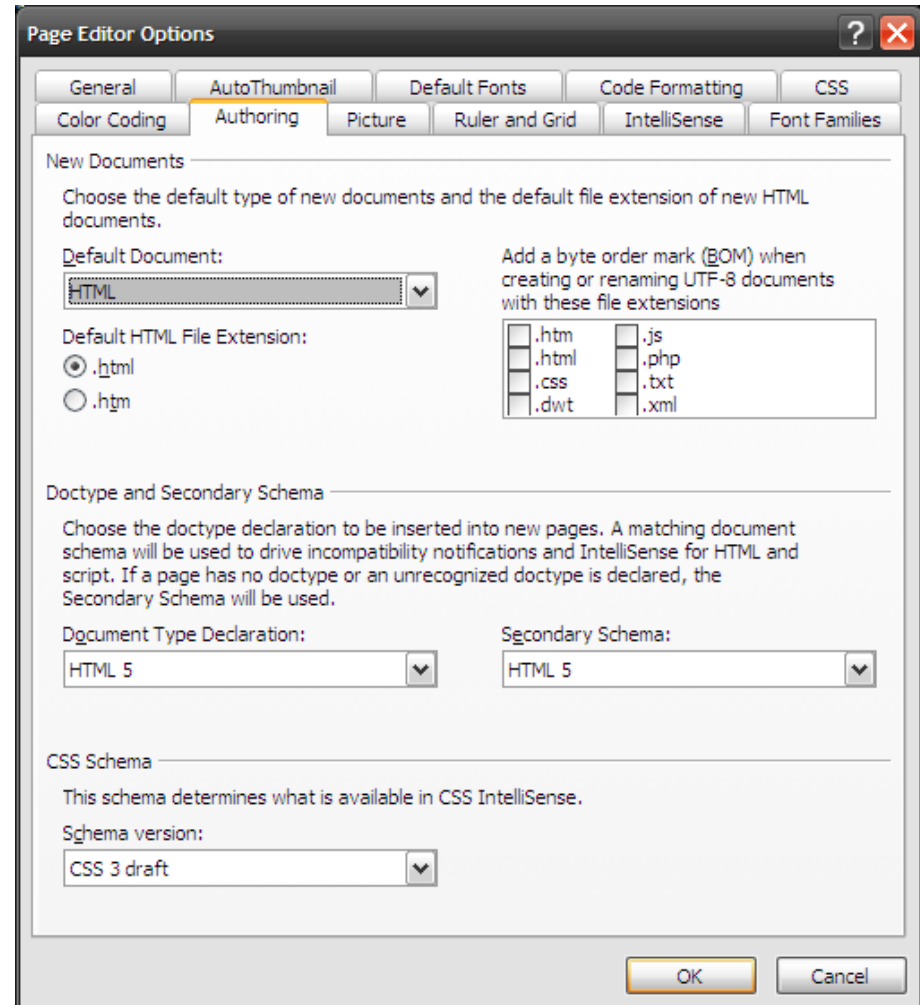 Page Editor Options
?
General AutoThumbnail Default Fonts Code Formatting CSS
Color Coding Authoring Picture Ruler and Grid IntelliSense Font Families
New Documents
Choose the default type of new documents and the default file extension of new HTML
documents.
Default Document:
HTML
Default HTML File Extension:
.html
.htm
Add a byte order mark (BOM) when
creating or renaming UTF-8 documents
with these file extensions
.htm .js
.html .php
.css .txt
.dwt .xml
Doctype and Secondary Schema
Choose the doctype declaration to be inserted into new pages. A matching document
schema will be used to drive incompatibility notifications and IntelliSense for HTML and
script. If a page has no doctype or an unrecognized doctype is declared, the
Secondary Schema will be used.
Document Type Declaration:
HTML 5
Secondary Schema:
HTML 5
CSS Schema
This schema determines what is available in CSS IntelliSense.
Schema version:
CSS 3 draft
OK Cancel